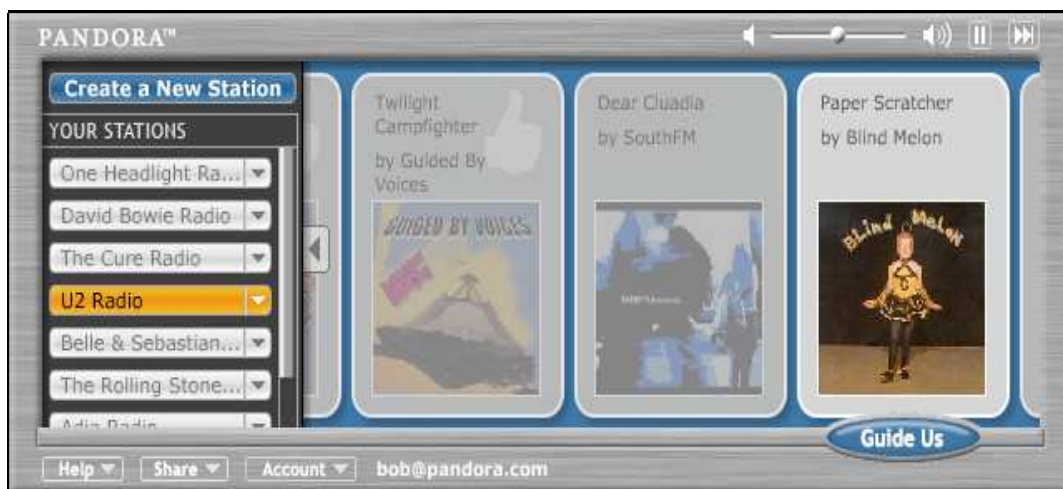 PANDORA™
Create a New Station
YOUR STATIONS
One Headlight Ra...
David Bowie Radio
The Cure Radio
U2 Radio
Belle & Sebastian...
The Rolling Stone...
Adia Radio
Twilight
Campfighter
by Guided By
Voices
GUIDED BY VOICES
Dear Cluadia
by SouthFM
Paper Scratcher
by Blind Melon
BLind MeloN
Guide Us
Help
Share
Account
bob@pandora.com